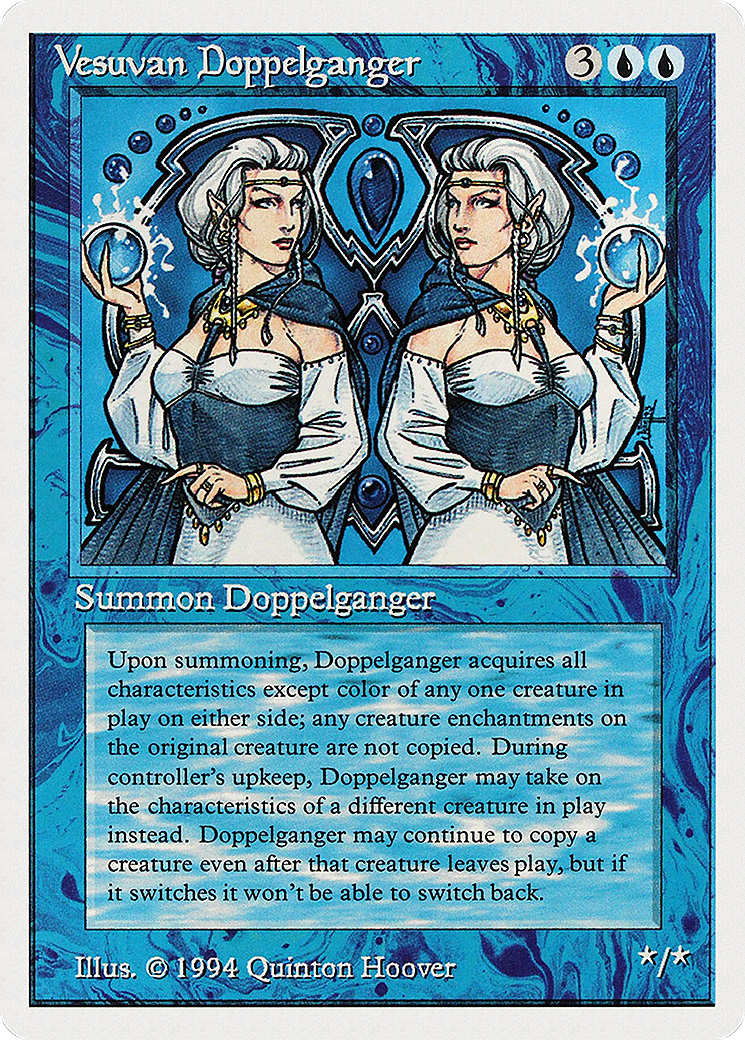 Vesuvan Doppelganger
3
Summon Doppelganger
Upon summoning, Doppelganger acquires all
characteristics except color of any one creature in
play on either side; any creature enchantments on
the original creature are not copied. During
controller's upkeep, Doppelganger may take on
the characteristics of a different creature in play
instead. Doppelganger may continue to copy a
creature even after that creature leaves play, but if
it switches it won't be able to switch back.
Illus. © 1994 Quinton Hoover
*/*